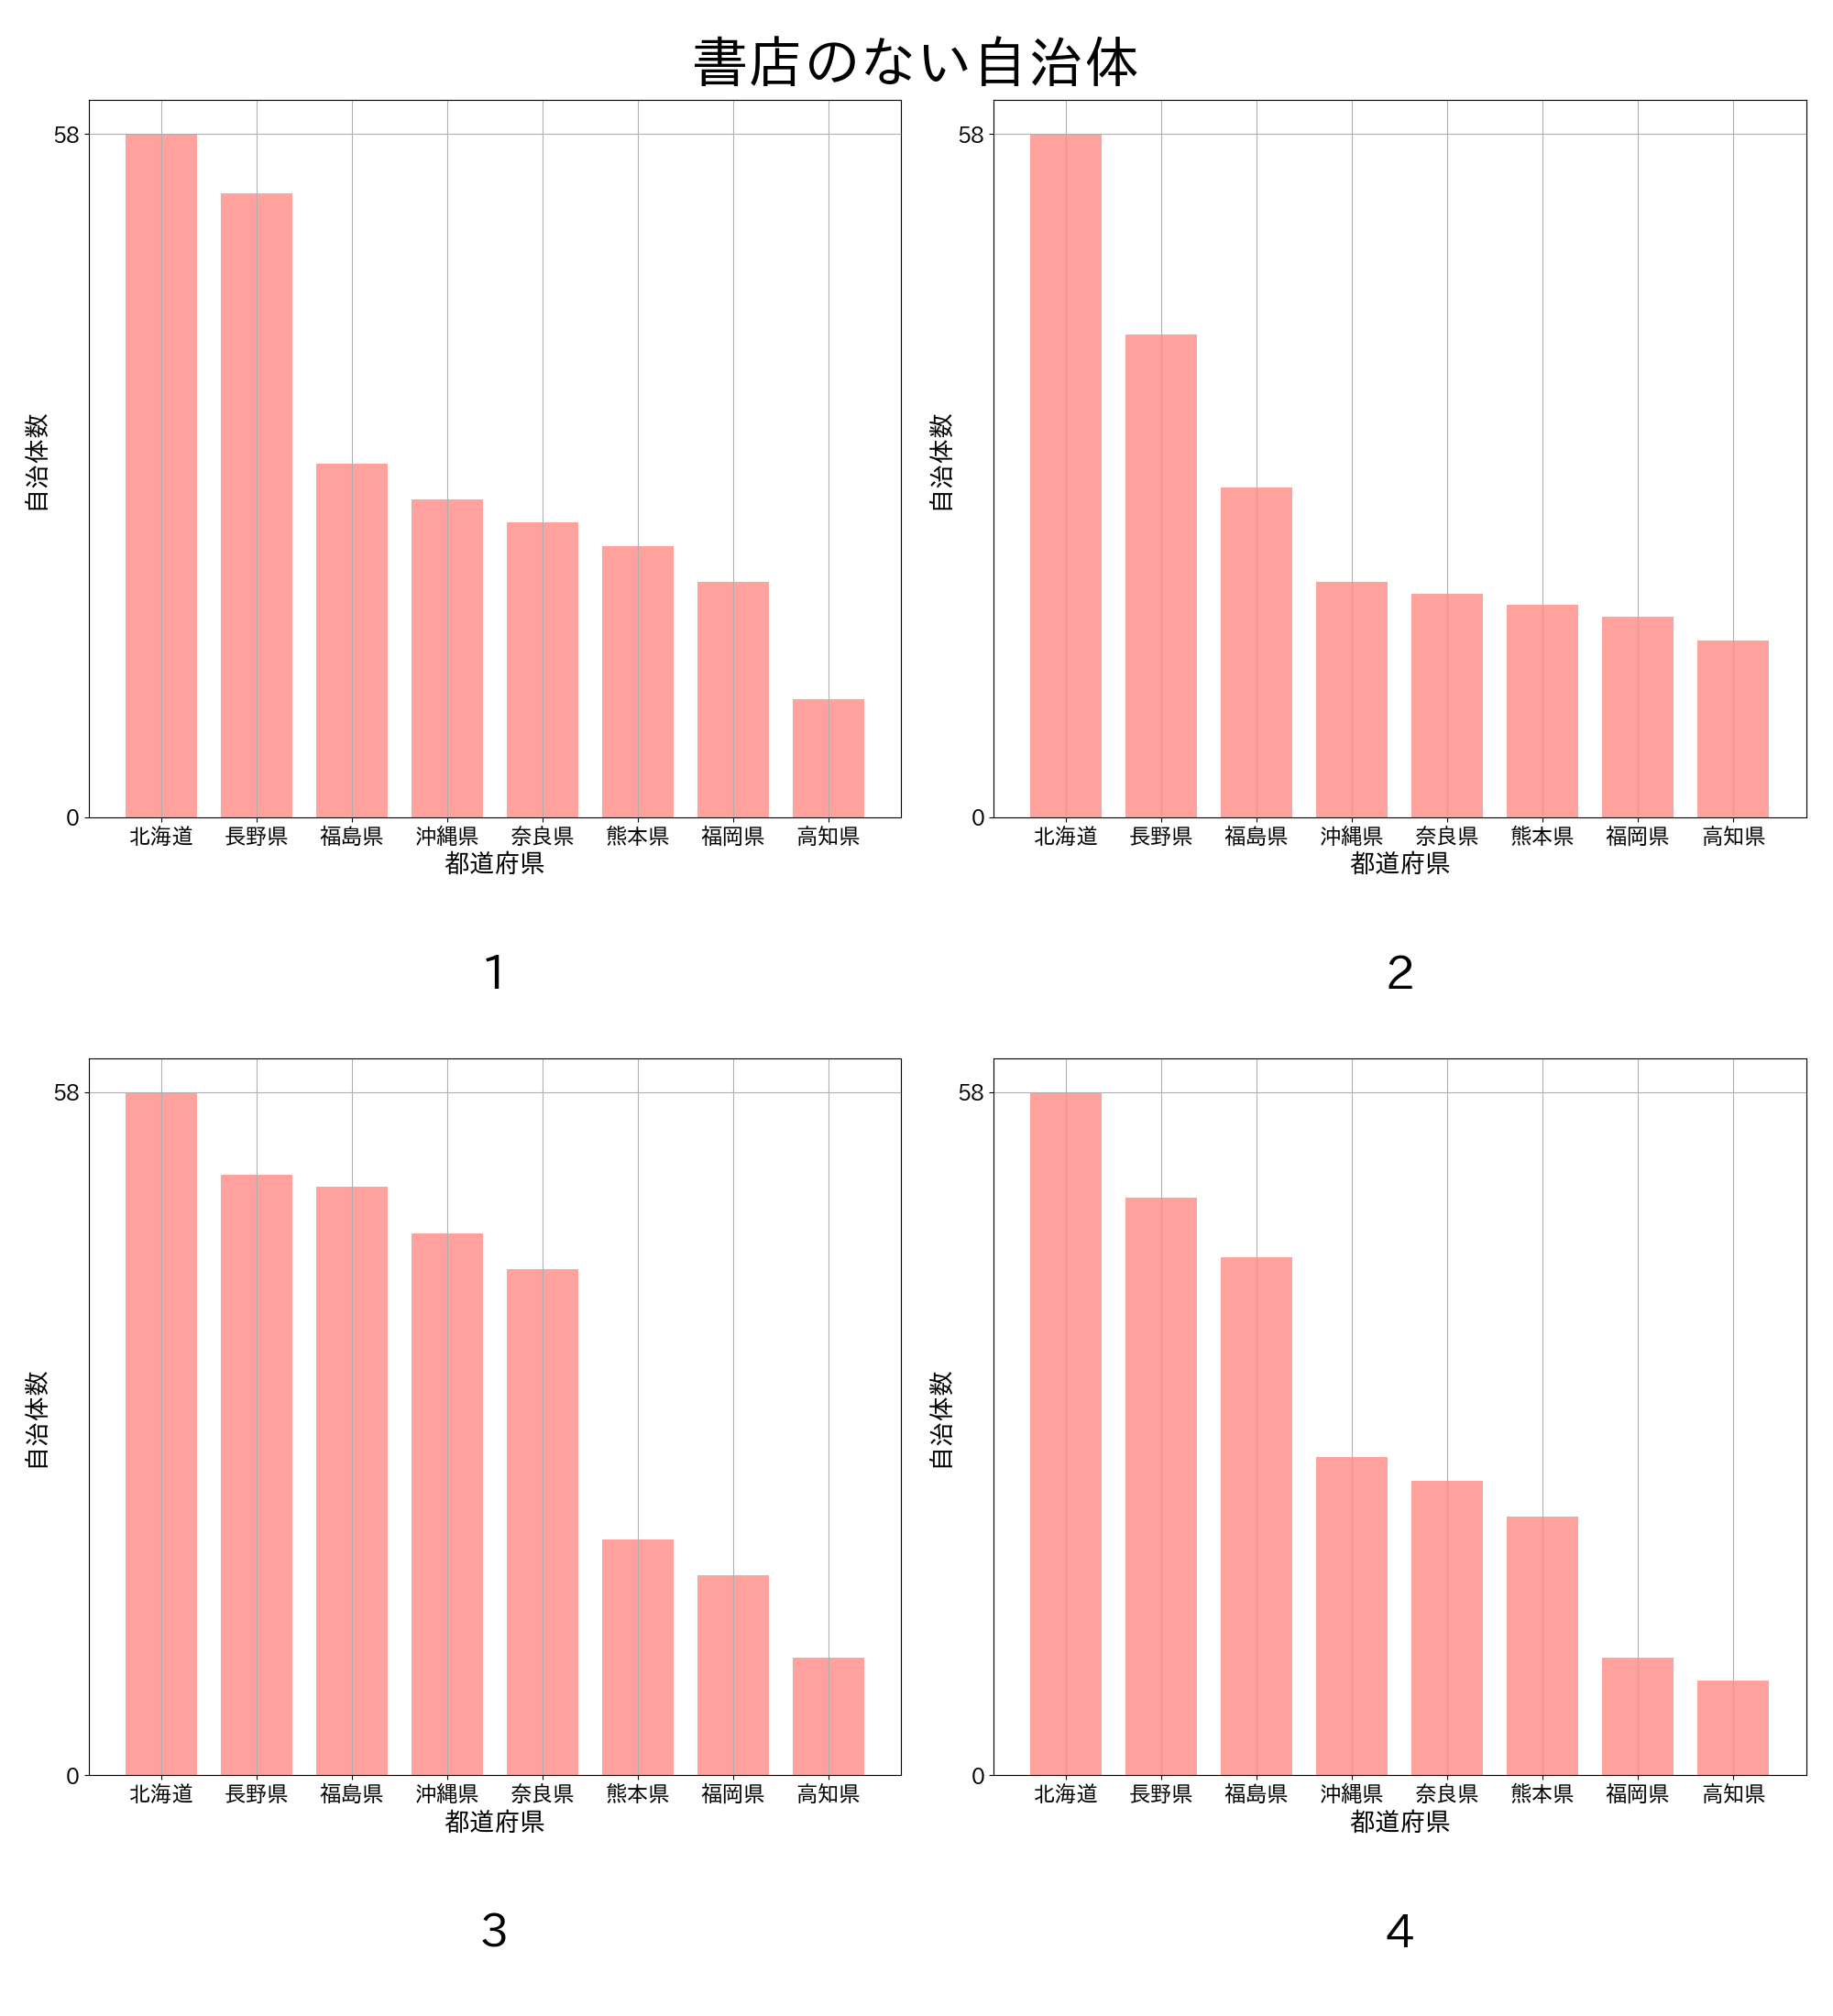 書店のない自治体
58
0
自治体数
北海道 長野県 福島県 沖縄県 奈良県 熊本県 福岡県 高知県
都道府県
1
58
0
自治体数
北海道 長野県 福島県 沖縄県 奈良県 熊本県 福岡県 高知県
都道府県
2
58
0
自治体数
北海道 長野県 福島県 沖縄県 奈良県 熊本県 福岡県 高知県
都道府県
3
58
0
自治体数
北海道 長野県 福島県 沖縄県 奈良県 熊本県 福岡県 高知県
都道府県
4